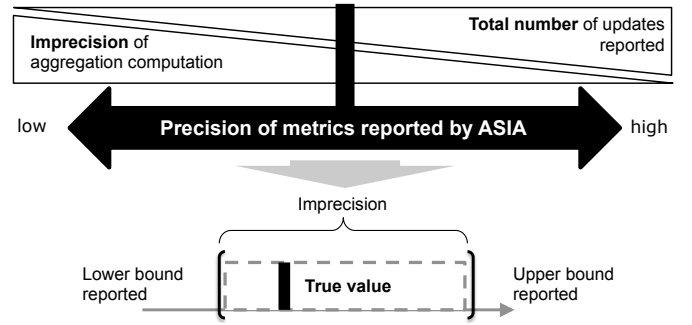 Total number of updates
reported
Imprecision of
aggregation computation
low
Precision of metrics reported by ASIA
high
Imprecision
Lower bound
reported
True value
Upper bound
reported